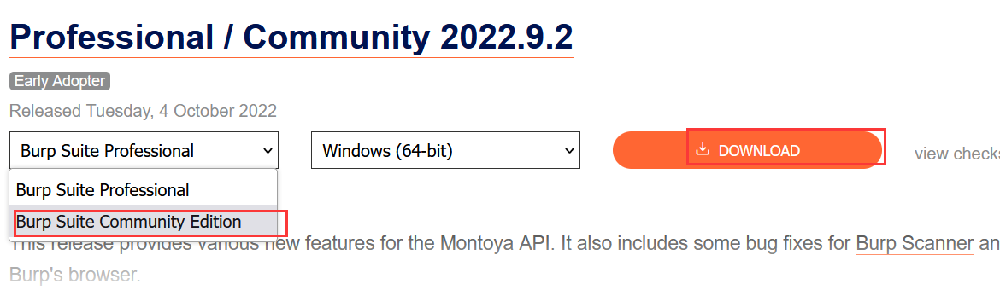 Professional / Community 2022.9.2
Early Adopter
Released Tuesday, 4 October 2022
Burp Suite Professional
Windows (64-bit)
DOWNLOAD
view checks
Burp Suite Professional
Burp Suite Community Edition
This release provides various new features for the Montoya API. It also includes some bug fixes for Burp Scanner an
Burp's browser.